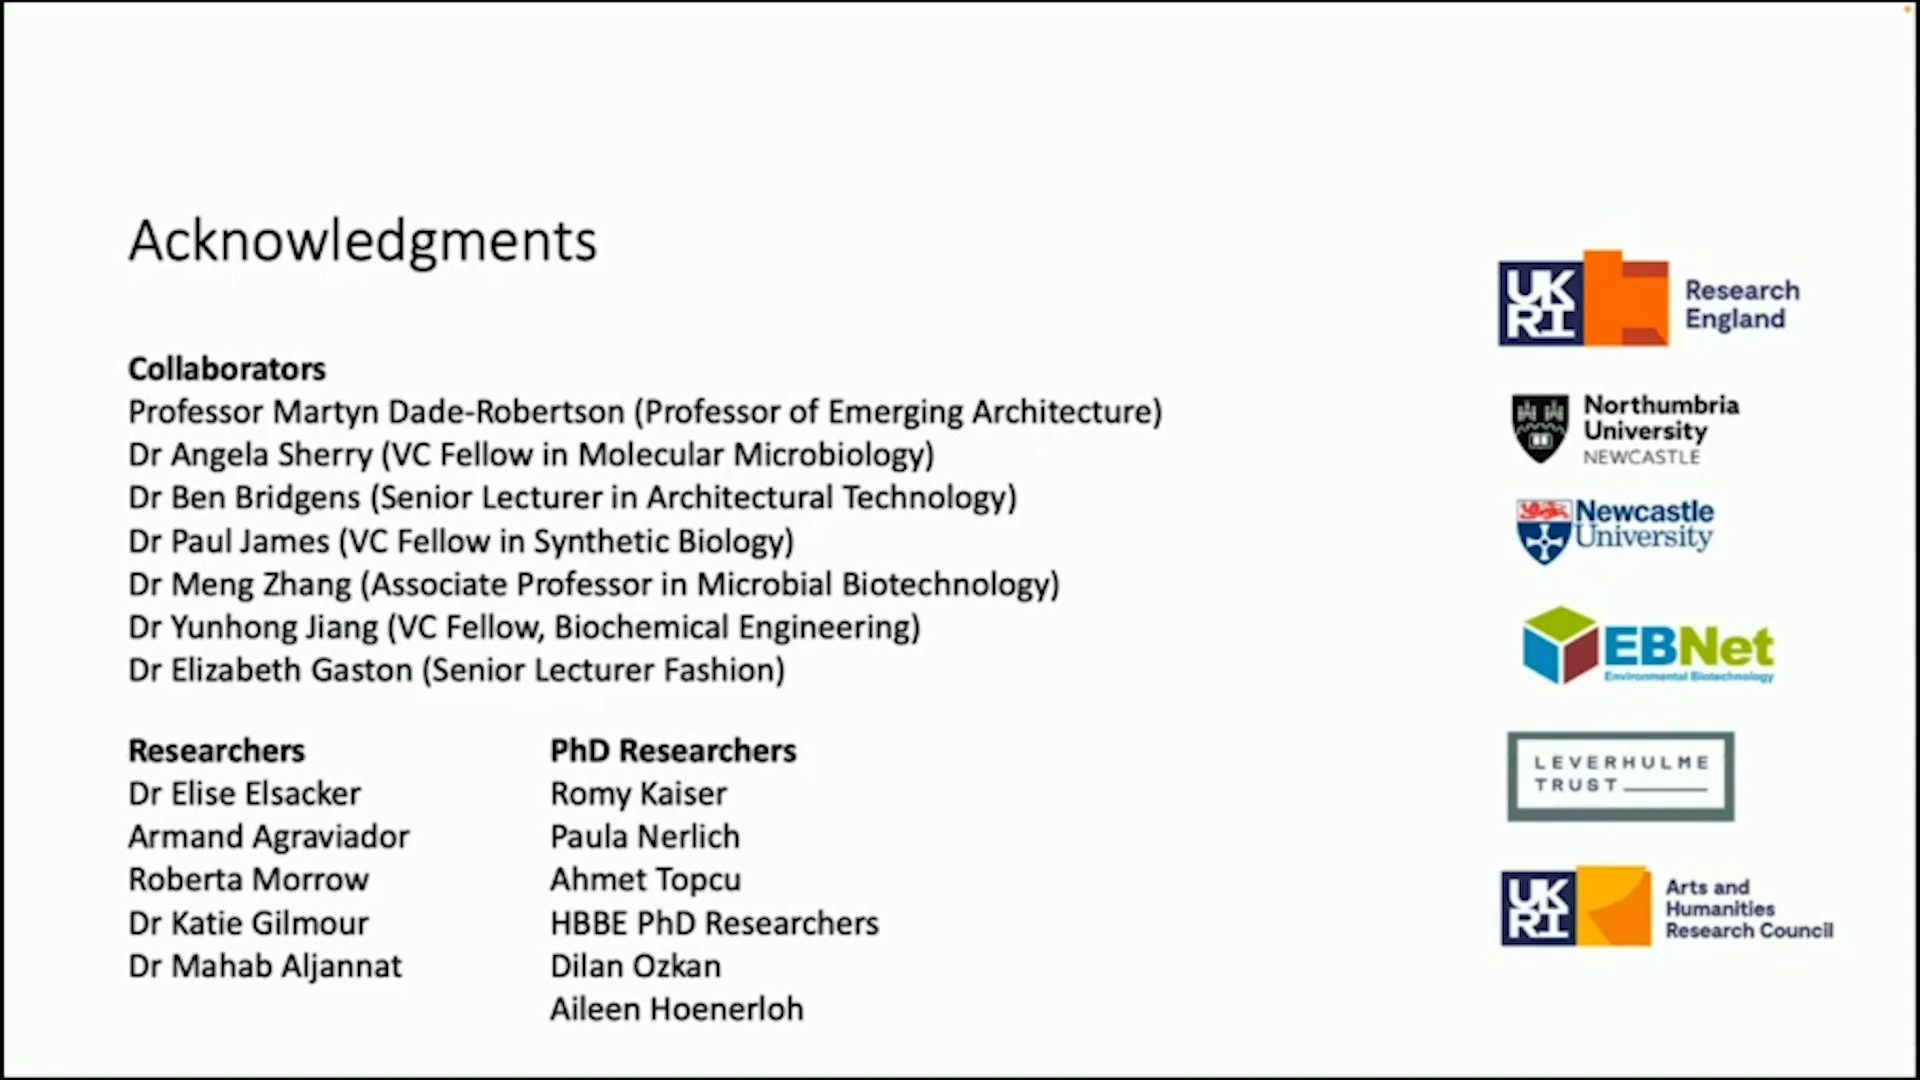 Acknowledgments
Collaborators
Professor Martyn Dade-Robertson (Professor of Emerging Architecture)
Dr Angela Sherry (VC Fellow in Molecular Microbiology)
Dr Ben Bridgens (Senior Lecturer in Architectural Technology)
Dr Paul James (VC Fellow in Synthetic Biology)
Dr Meng Zhang (Associate Professor in Microbial Biotechnology)
Dr Yunhong Jiang (VC Fellow, Biochemical Engineering)
Dr Elizabeth Gaston (Senior Lecturer Fashion)
Researchers
Dr Elise Elsacker
Armand Agraviador
Roberta Morrow
Dr Katie Gilmour
Dr Mahab Aljannat
PhD Researchers
Romy Kaiser
Paula Nerlich
Ahmet Topcu
HBBE PhD Researchers
Dilan Ozkan
Aileen Hoenerloh
UK
RI
Research
England
Northumbria
University
NEWCASTLE
Newcastle
University
EBNet
Environmental Biotechnology
LEVERHULME
TRUST
UK
RI
Arts and
Humanities
Research Council